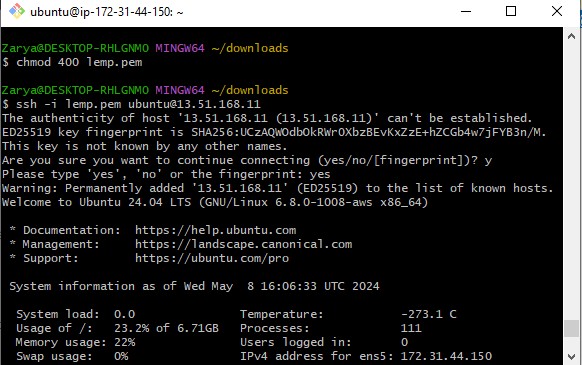 ubuntu@ip-172-31-44-150: ~
Zarya@DESKTOP-RHLGNMO MINGW64 ~/downloads
$ chmod 400 lemp.pem
Zarya@DESKTOP-RHLGNMO MINGW64 ~/downloads
$ ssh -i lemp.pem ubuntu@13.51.168.11
The authenticity of host '13.51.168.11 (13.51.168.11)' can't be established.
ED25519 key fingerprint is SHA256:UCzAQWOdbOkRWrOXbzBEvKxZzE+hZCGb4w7jFYB3n/M.
This key is not known by any other names.
Are you sure you want to continue connecting (yes/no/[fingerprint])? y
Please type 'yes', 'no' or the fingerprint: yes
Warning: Permanently added '13.51.168.11' (ED25519) to the list of known hosts.
Welcome to Ubuntu 24.04 LTS (GNU/Linux 6.8.0-1008-aws x86_64)
* Documentation:  https://help.ubuntu.com
* Management:     https://landscape.canonical.com
* Support:        https://ubuntu.com/pro
System information as of Wed May  8 16:06:33 UTC 2024
System load:  0.0               Temperature:           -273.1 C
Usage of /:   23.2% of 6.71GB   Processes:             111
Memory usage: 22%               Users logged in:       0
Swap usage:   0%                IPv4 address for ens5: 172.31.44.150